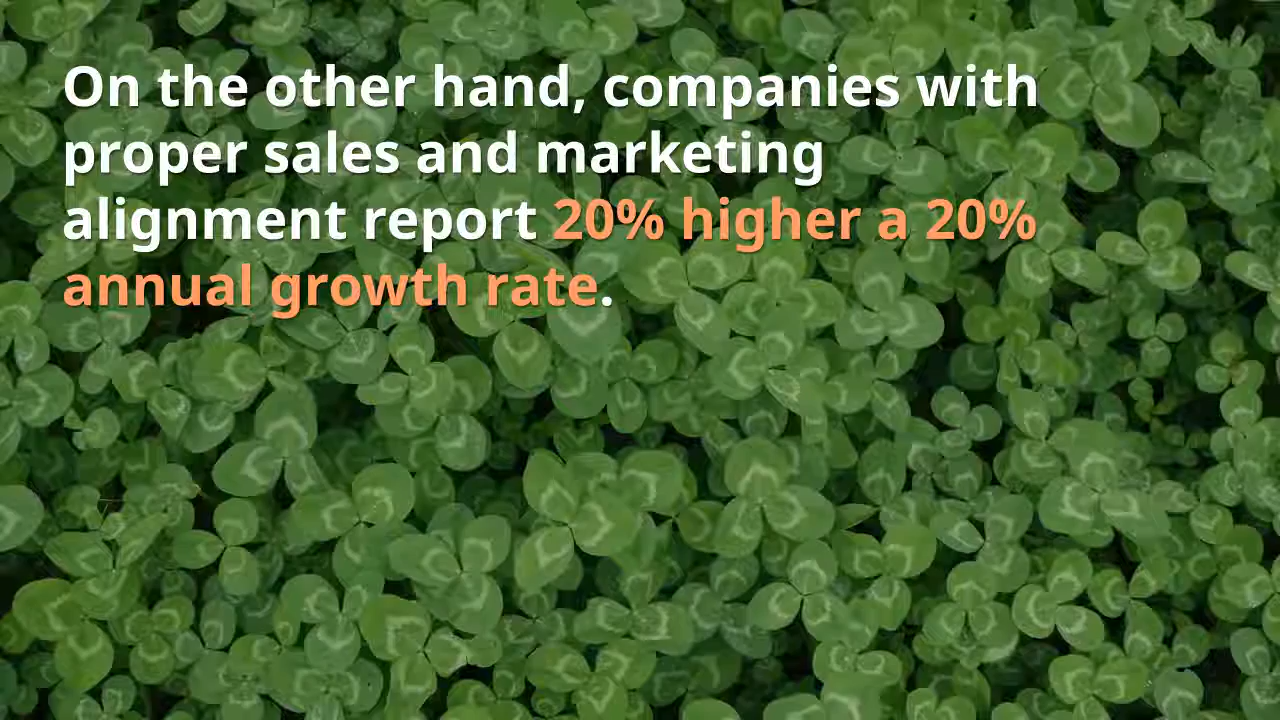 On the other hand, companies with
proper sales and marketing
alignment report 20% higher a 20%
annual growth rate.